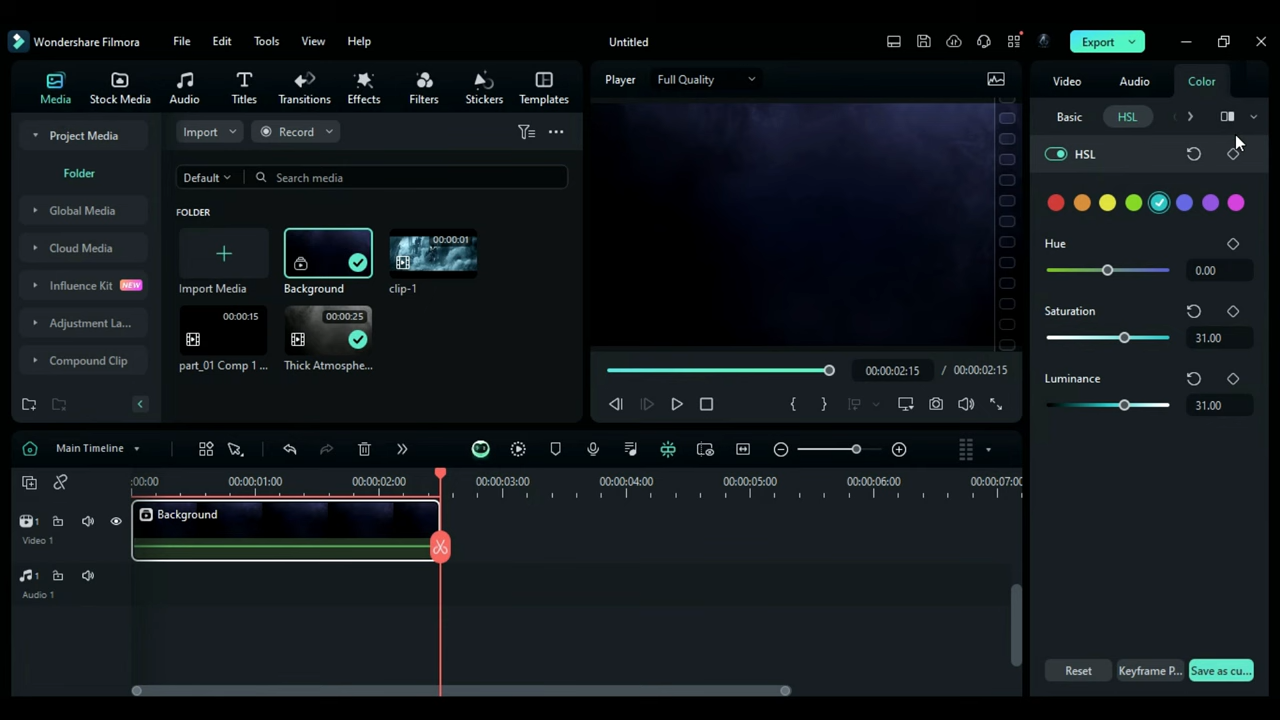 Wondershare Filmora File Edit Tools View Help Untitled Export
Media Stock Media Audio Titles Transitions Effects Filters Stickers Templates
Player Full Quality
Video Audio Color
Project Media
Folder
Global Media
Cloud Media
Influence Kit NEW
Adjustment La...
Compound Clip
Import Record
Default Search media
FOLDER
Import Media
Background
00:00:01
clip-1
00:00:15
part_01 Comp 1 ...
00:00:25
Thick Atmosphe...
00:00:02:15 / 00:00:02:15
Basic HSL
HSL
Hue
0.00
Saturation
31.00
Luminance
31.00
Main Timeline
:00:00 00:00:01:00 00:00:02:00 00:00:03:00 00:00:04:00 00:00:05:00 00:00:06:00 00:00:07:00
1
Video 1
Background
1
Audio 1
Reset Keyframe P... Save as cu...